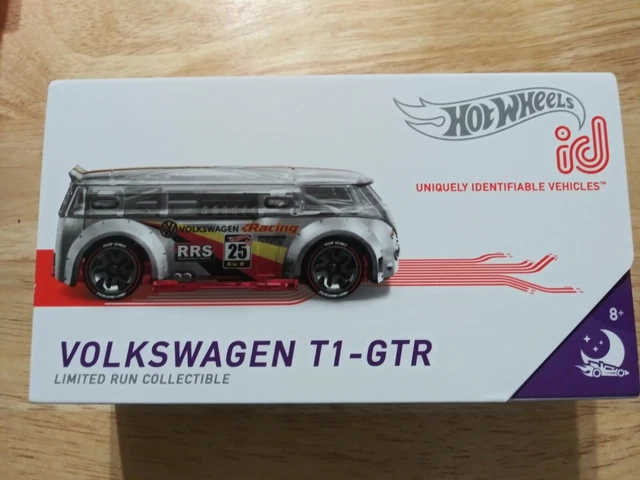 HOT WHEELS
id
UNIQUELY IDENTIFIABLE VEHICLES™
VOLKSWAGEN Racing
RRS 25
VOLKSWAGEN T1-GTR
LIMITED RUN COLLECTIBLE
8+